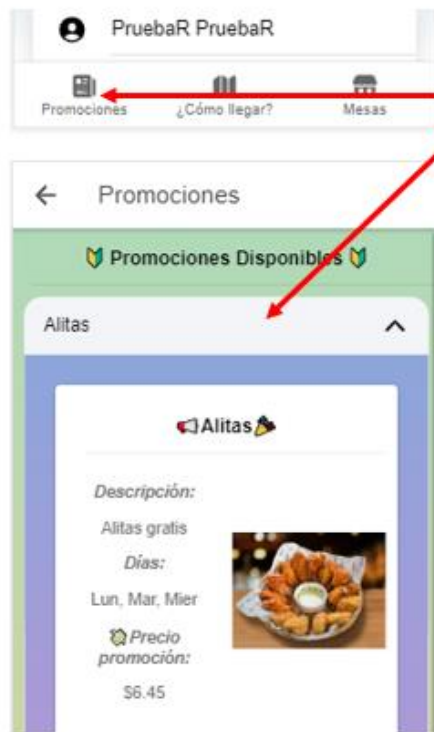 PruebaR PruebaR
Promociones ¿Cómo llegar? Mesas
Promociones
Promociones Disponibles
Alitas
Alitas
Descripción:
Alitas gratis
Días:
Lun, Mar, Mier
Precio
promoción:
$6.45